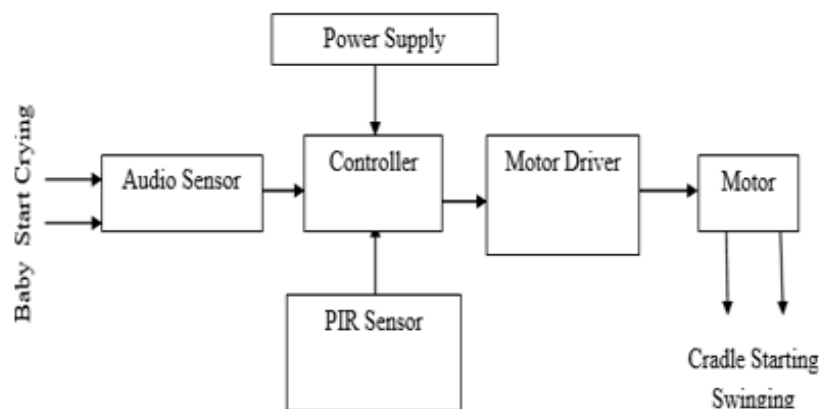 Power Supply
Baby Start Crying
Audio Sensor
Controller
Motor Driver
Motor
PIR Sensor
Cradle Starting
Swinging